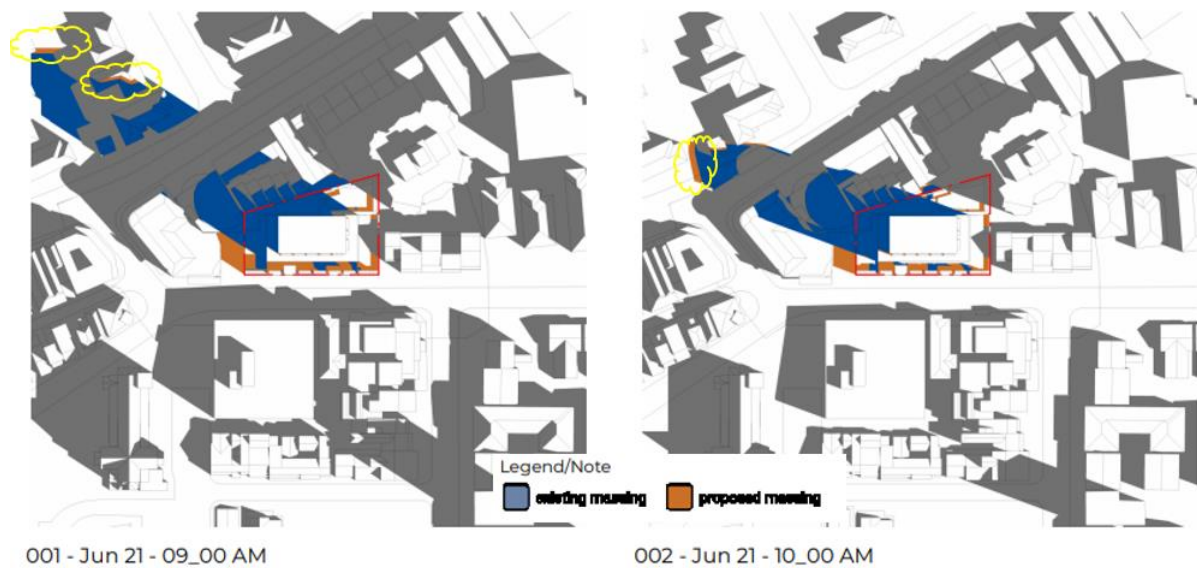 Legend/Note
existing massing
proposed massing
001 - Jun 21 - 09_00 AM
002 - Jun 21 - 10_00 AM